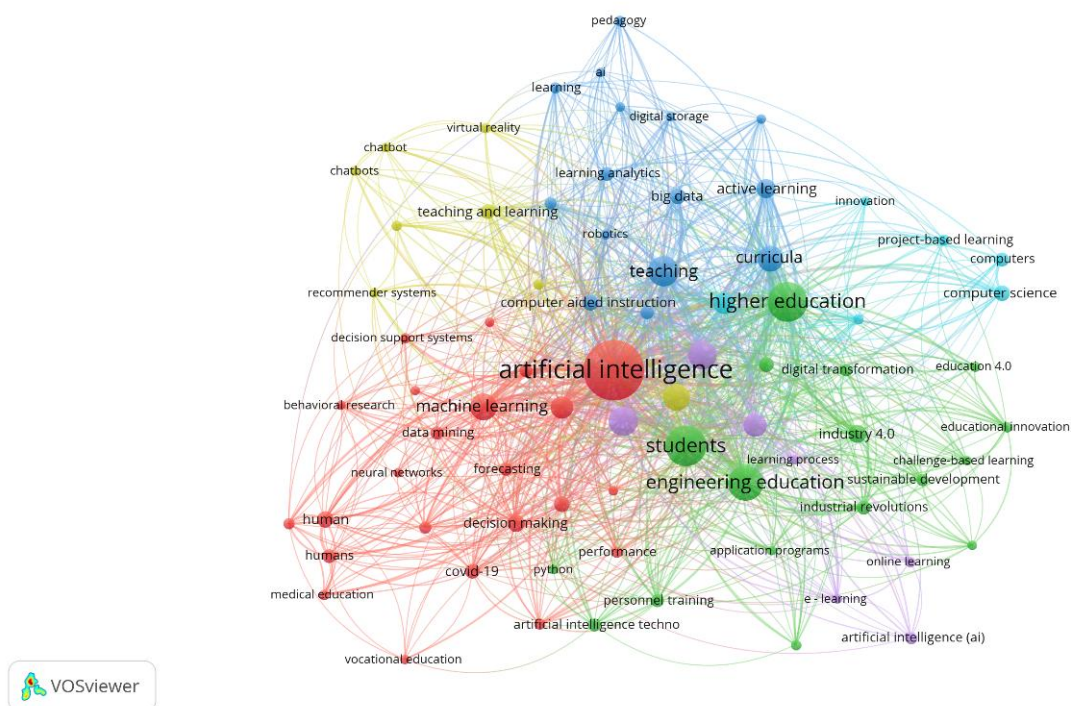 pedagogy
ai
learning
digital storage
virtual reality
chatbot
chatbots
learning analytics
big data
active learning
innovation
teaching and learning
robotics
project-based learning
curricula
computers
teaching
recommender systems
computer science
computer aided instruction
higher education
decision support systems
education 4.0
artificial intelligence
digital transformation
behavioral research
machine learning
educational innovation
data mining
industry 4.0
students
learning process
challenge-based learning
neural networks
forecasting
engineering education
sustainable development
industrial revolutions
human
decision making
application programs
performance
humans
online learning
covid-19
python
medical education
personnel training
e - learning
artificial intelligence techno
artificial intelligence (ai)
vocational education
VOSviewer